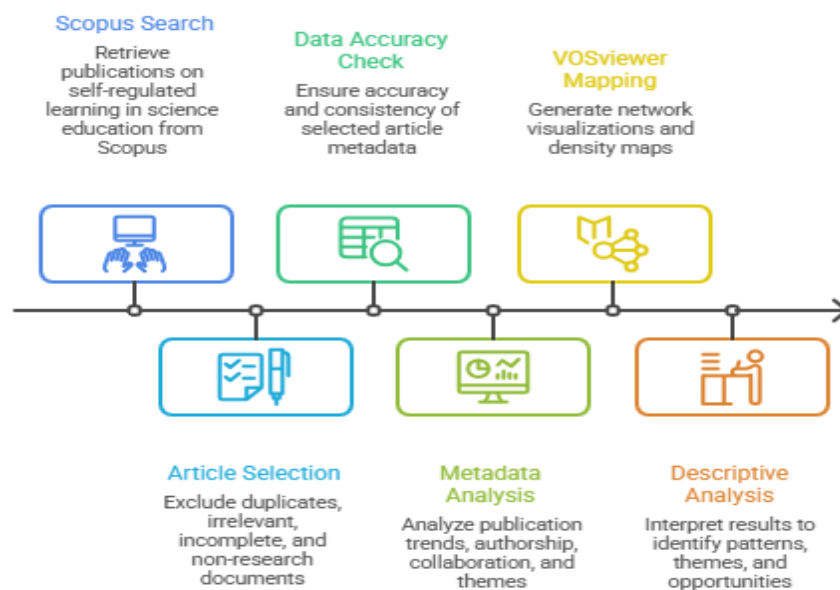 Scopus Search
Retrieve
publications on
self-regulated
learning in science
education from
Scopus
Data Accuracy
Check
Ensure accuracy
and consistency of
selected article
metadata
VOSviewer
Mapping
Generate network
visualizations and
density maps
Article Selection
Exclude duplicates,
irrelevant,
incomplete, and
non-research
documents
Metadata
Analysis
Analyze publication
trends, authorship,
collaboration, and
themes
Descriptive
Analysis
Interpret results to
identify patterns,
themes, and
opportunities